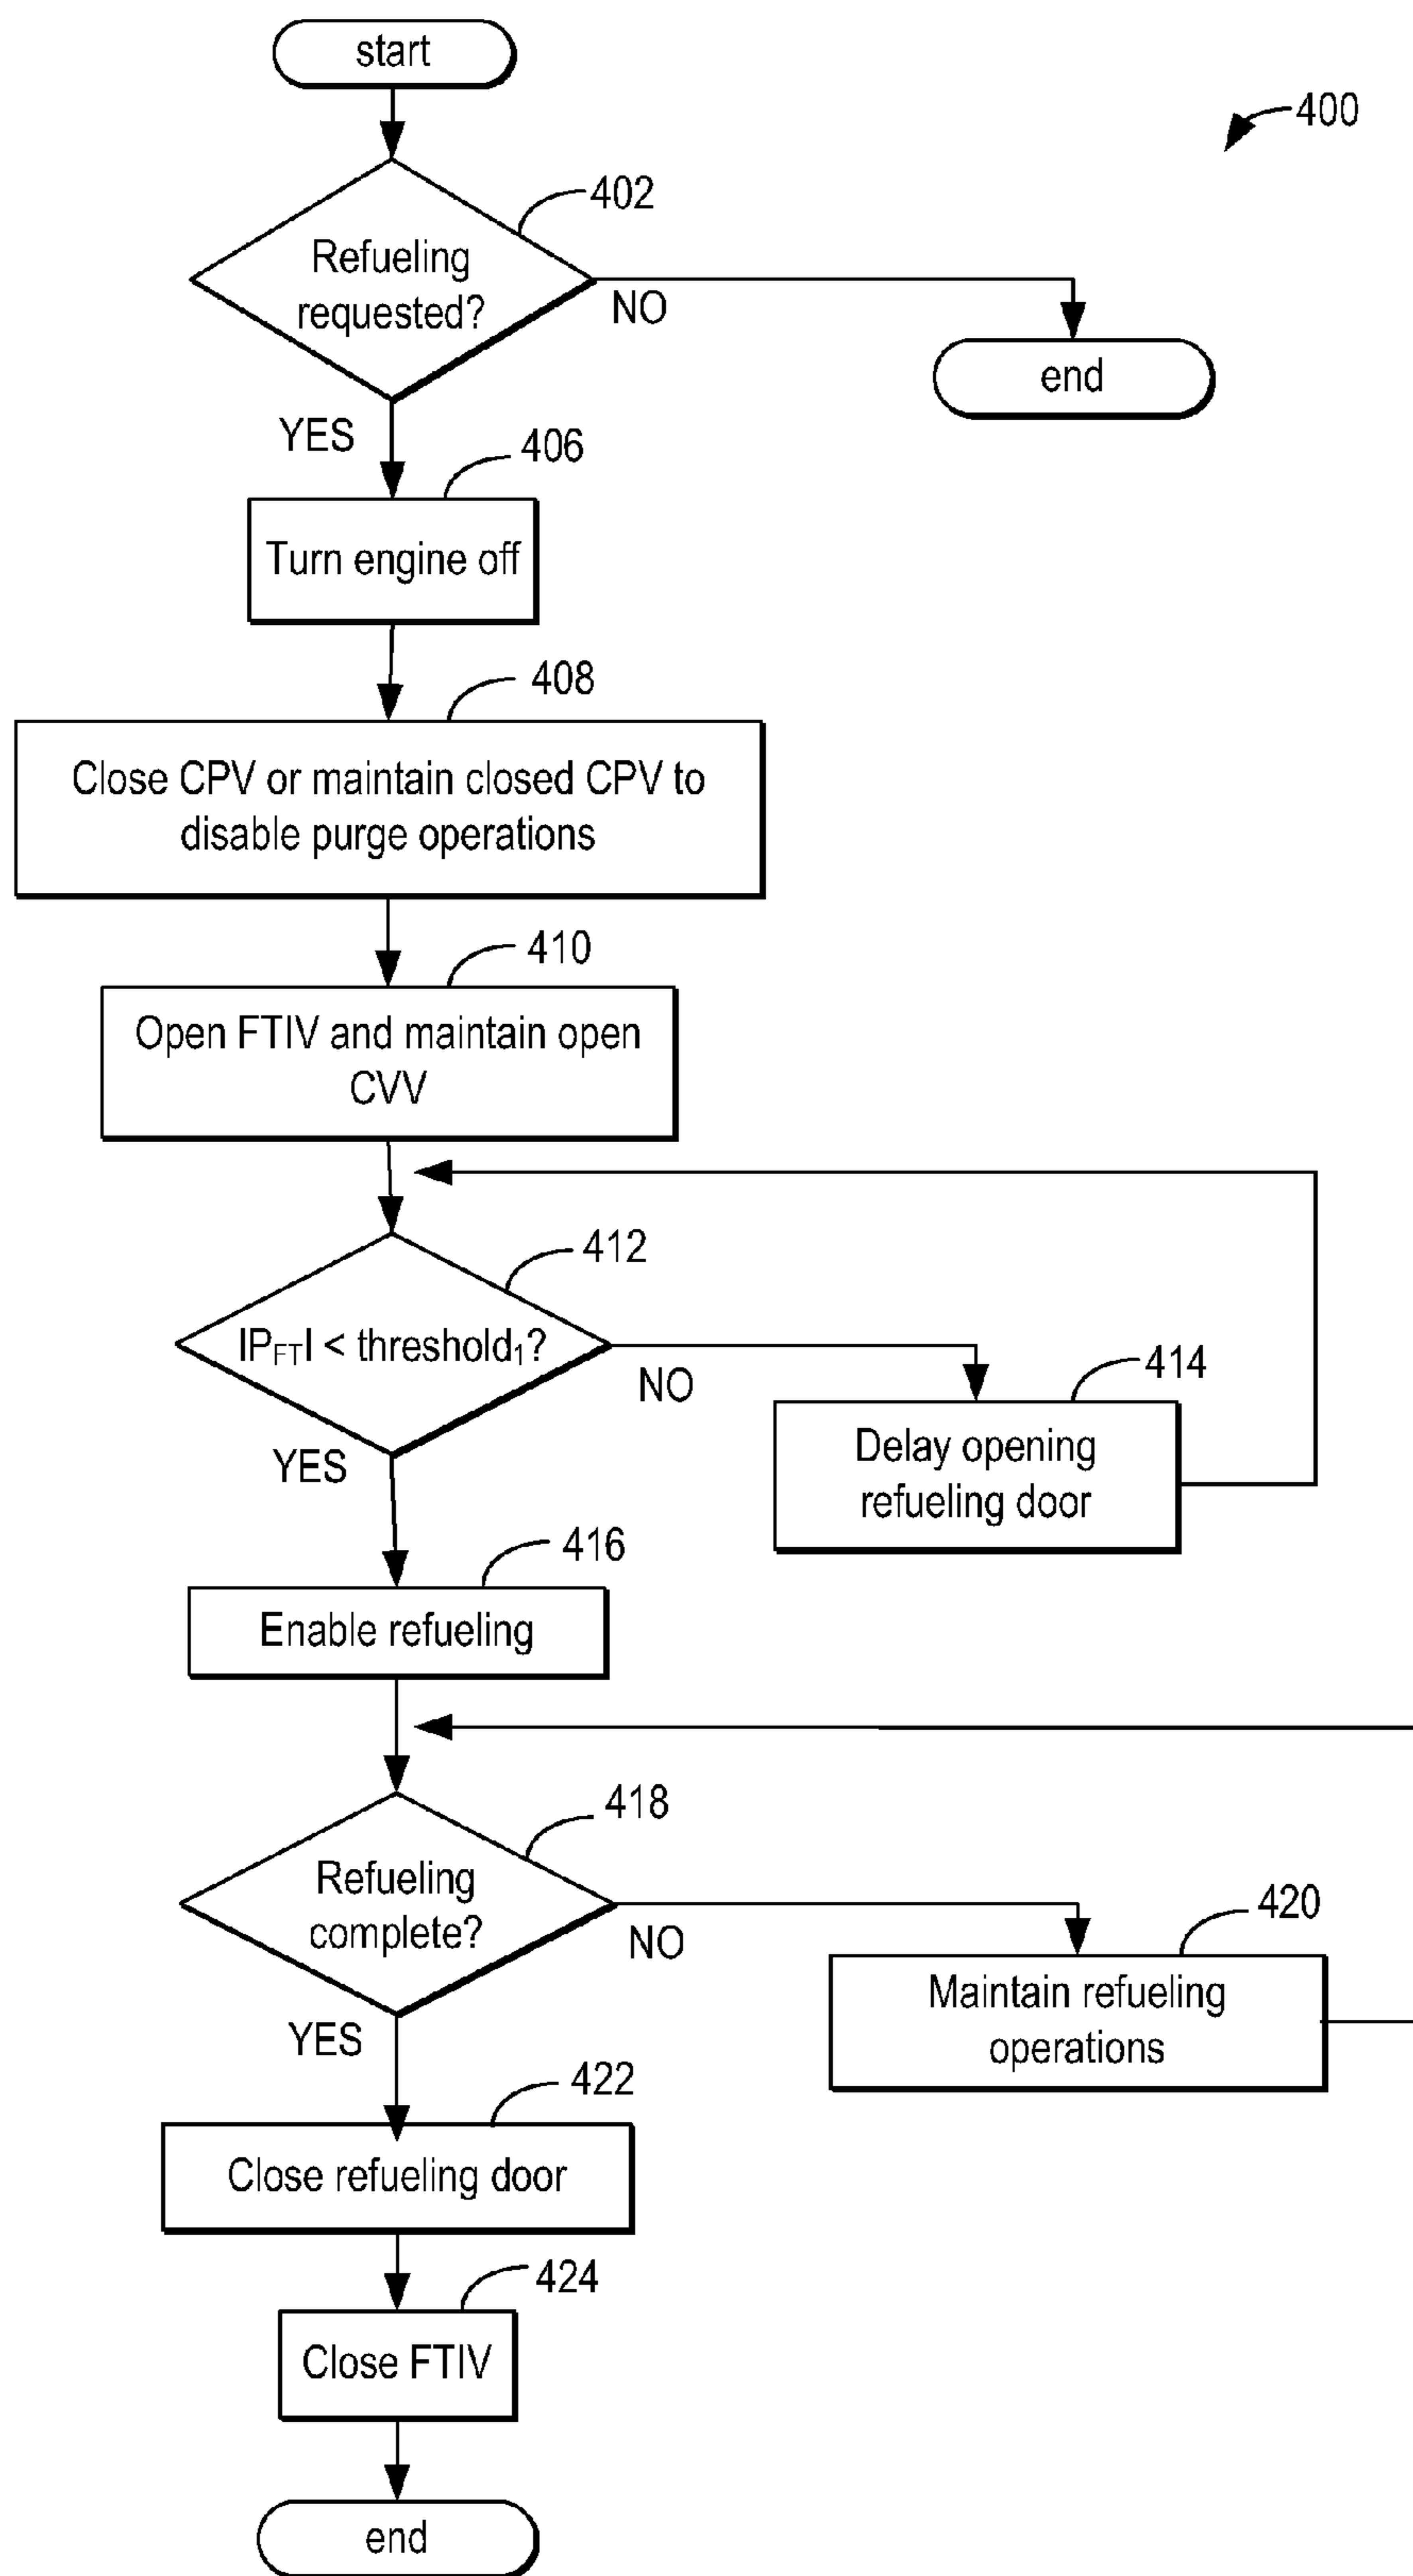 start
400
402
Refueling
requested?
NO
end
YES
406
Turn engine off
408
Close CPV or maintain closed CPV to
disable purge operations
410
Open FTIV and maintain open
CVV
412
|P_FT| < threshold_1?
NO
414
Delay opening
refueling door
YES
416
Enable refueling
418
Refueling
complete?
NO
420
Maintain refueling
operations
YES
422
Close refueling door
424
Close FTIV
end